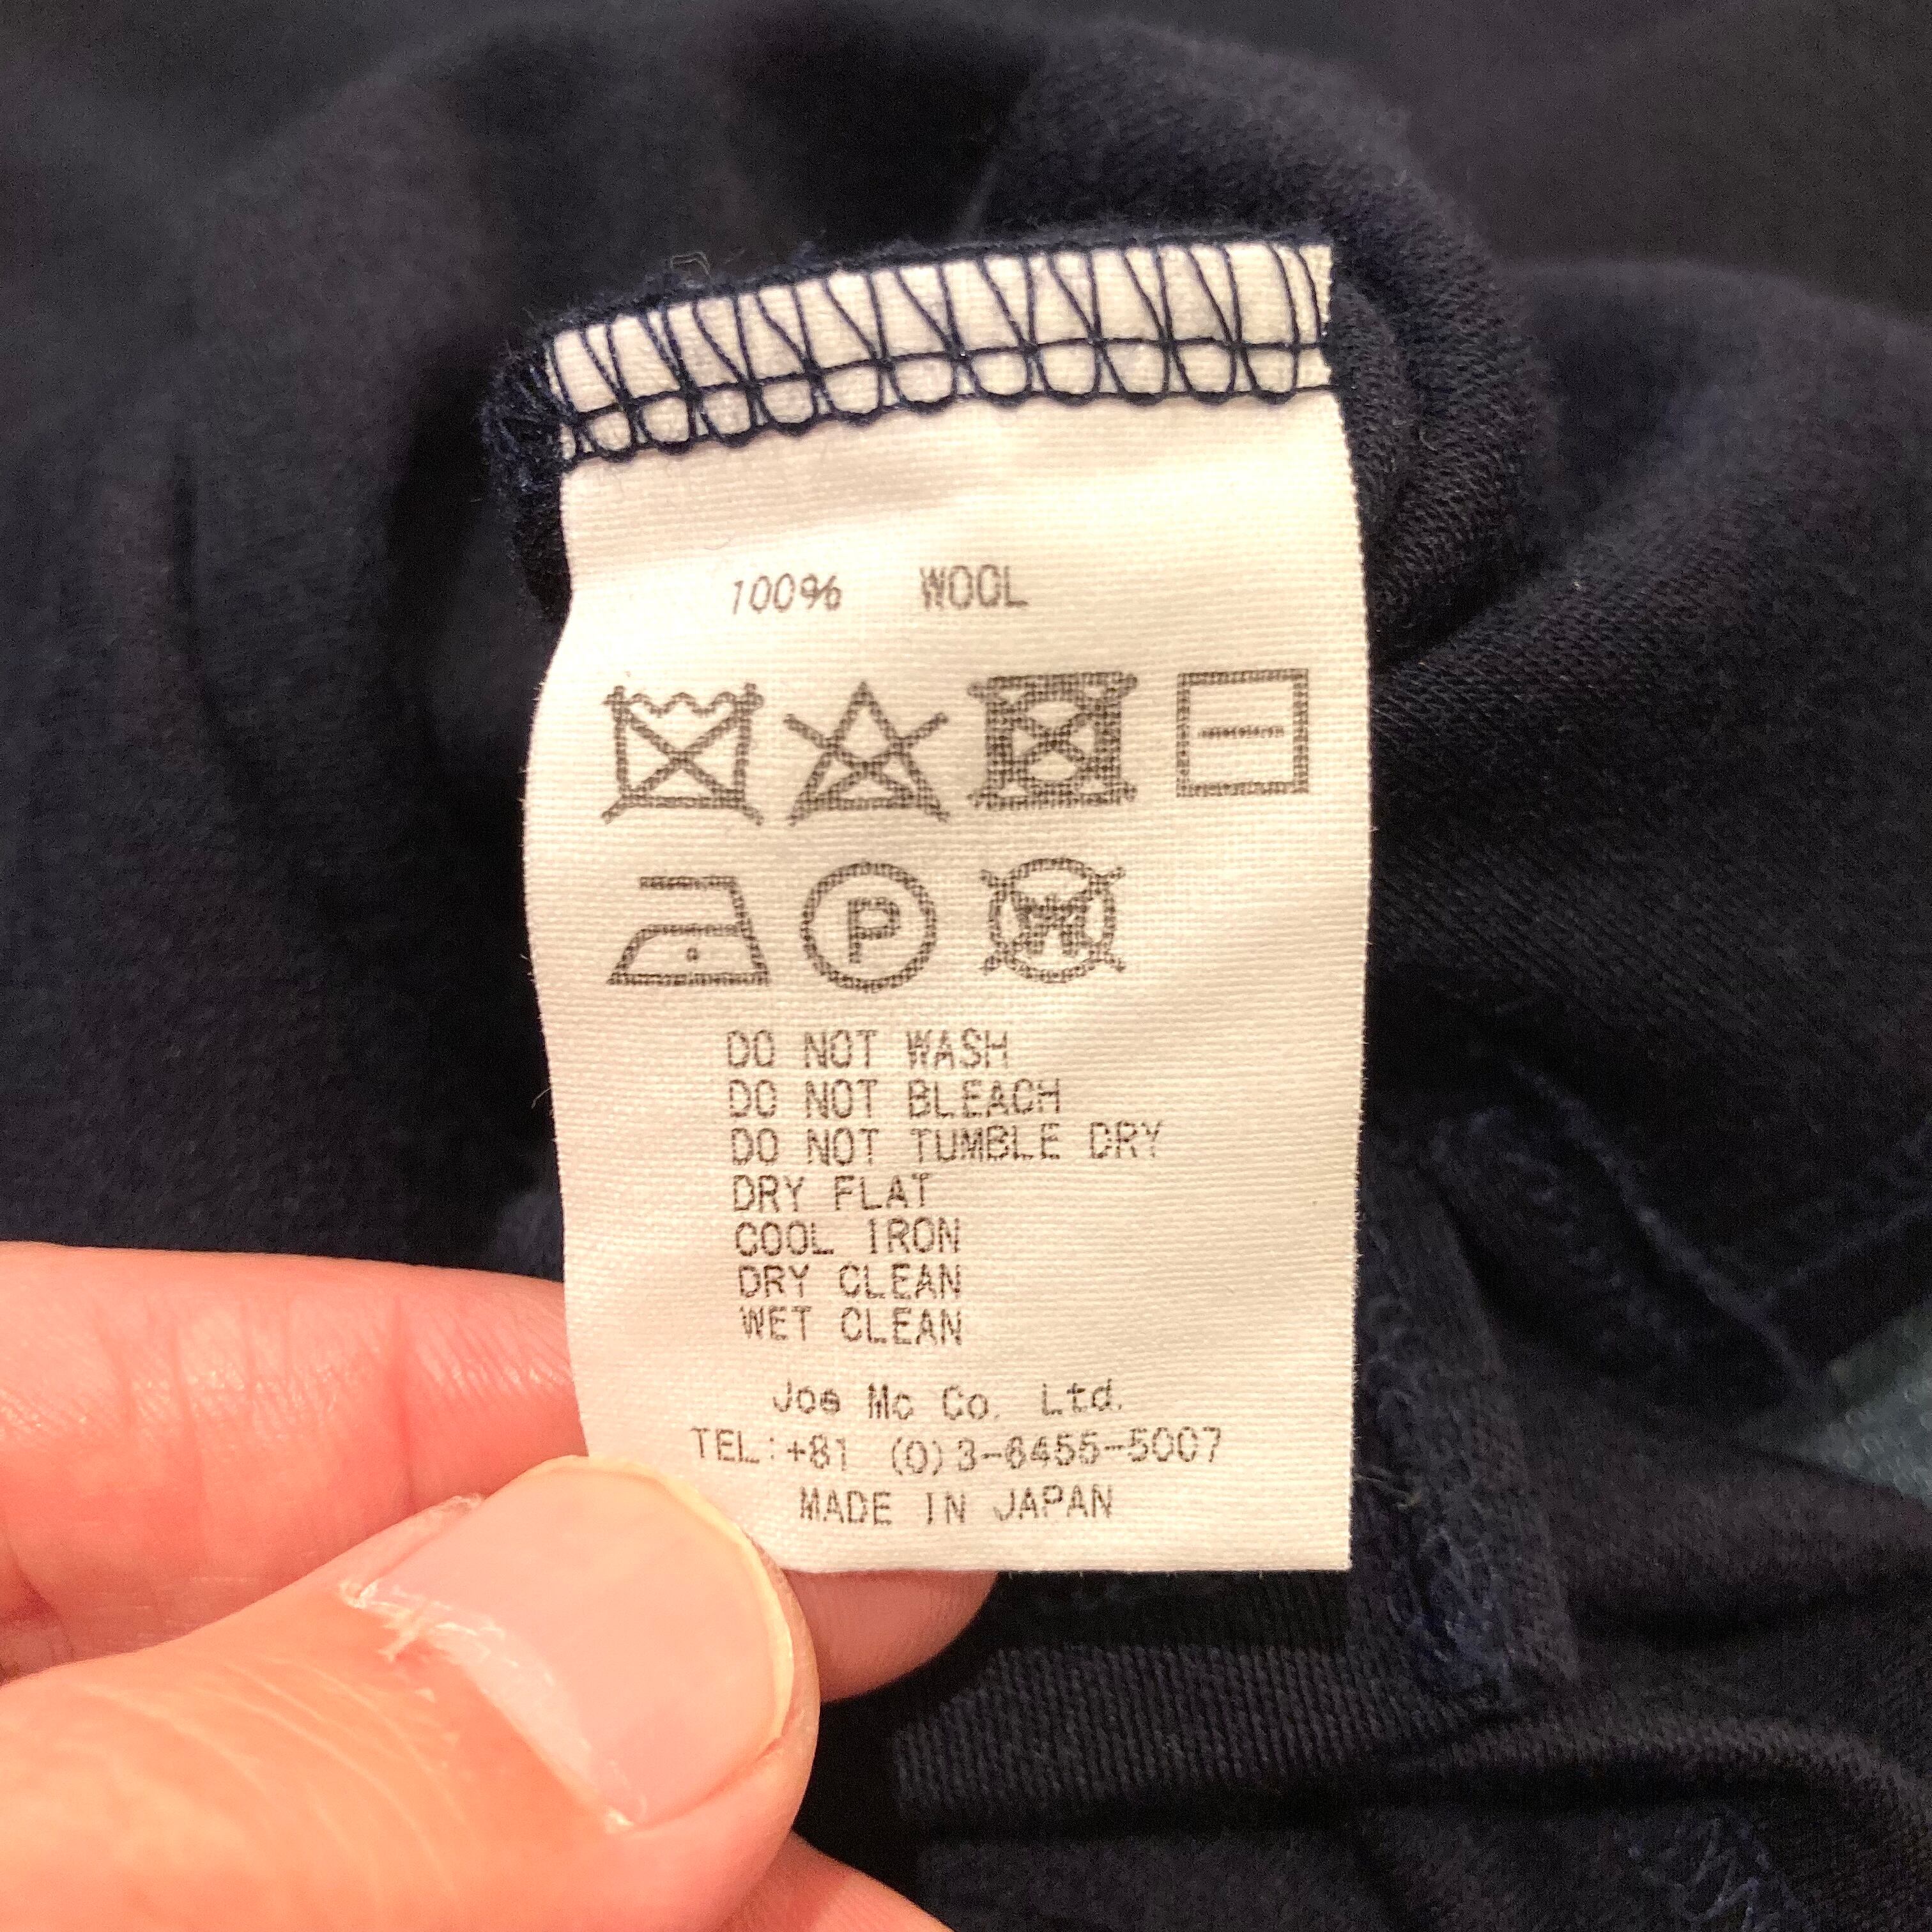 100% WOOL
P
W
DO NOT WASH
DO NOT BLEACH
DO NOT TUMBLE DRY
DRY FLAT
COOL IRON
DRY CLEAN
WET CLEAN
Joe Mc Co. Ltd.
TEL:+81 (0)3-6455-5007
MADE IN JAPAN